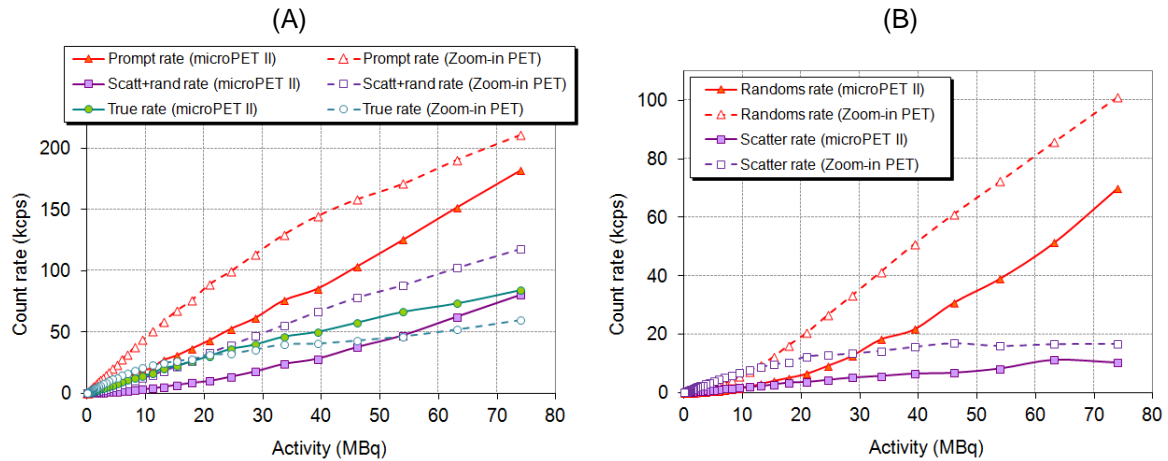 (A)
Prompt rate (microPET II)
Prompt rate (Zoom-in PET)
Scatt+rand rate (microPET II)
Scatt+rand rate (Zoom-in PET)
True rate (microPET II)
True rate (Zoom-in PET)
200
150
100
50
0
0 10 20 30 40 50 60 70 80
Count rate (kcps)
Activity (MBq)
(B)
Randoms rate (microPET II)
Randoms rate (Zoom-in PET)
Scatter rate (microPET II)
Scatter rate (Zoom-in PET)
100
80
60
40
20
0
0 10 20 30 40 50 60 70 80
Count rate (kcps)
Activity (MBq)